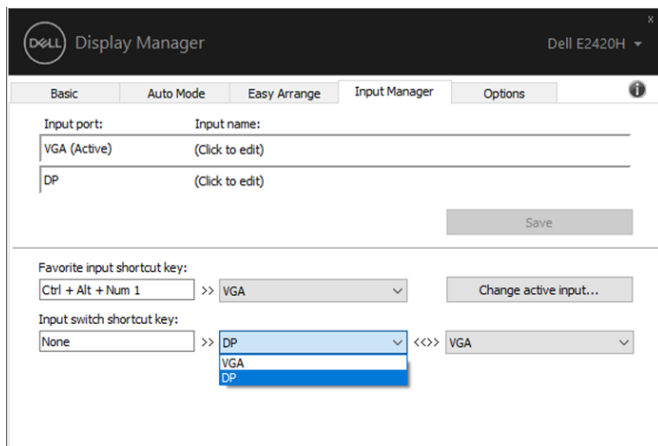 x
DELL Display Manager Dell E2420H
Basic Auto Mode Easy Arrange Input Manager Options i
Input port: Input name:
VGA (Active) (Click to edit)
DP (Click to edit)
Save
Favorite input shortcut key:
Ctrl + Alt + Num 1 >> VGA Change active input...
Input switch shortcut key:
None >> DP <<>> VGA
VGA
DP